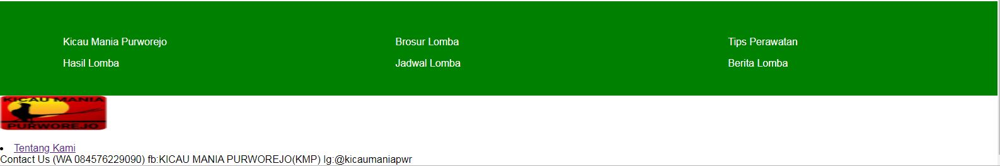 Kicau Mania Purworejo Brosur Lomba Tips Perawatan
Hasil Lomba Jadwal Lomba Berita Lomba
KICAU MANIA
PURWOREJO
Tentang Kami
Contact Us (WA 084576229090) fb:KICAU MANIA PURWOREJO(KMP) Ig:@kicaumaniapwr